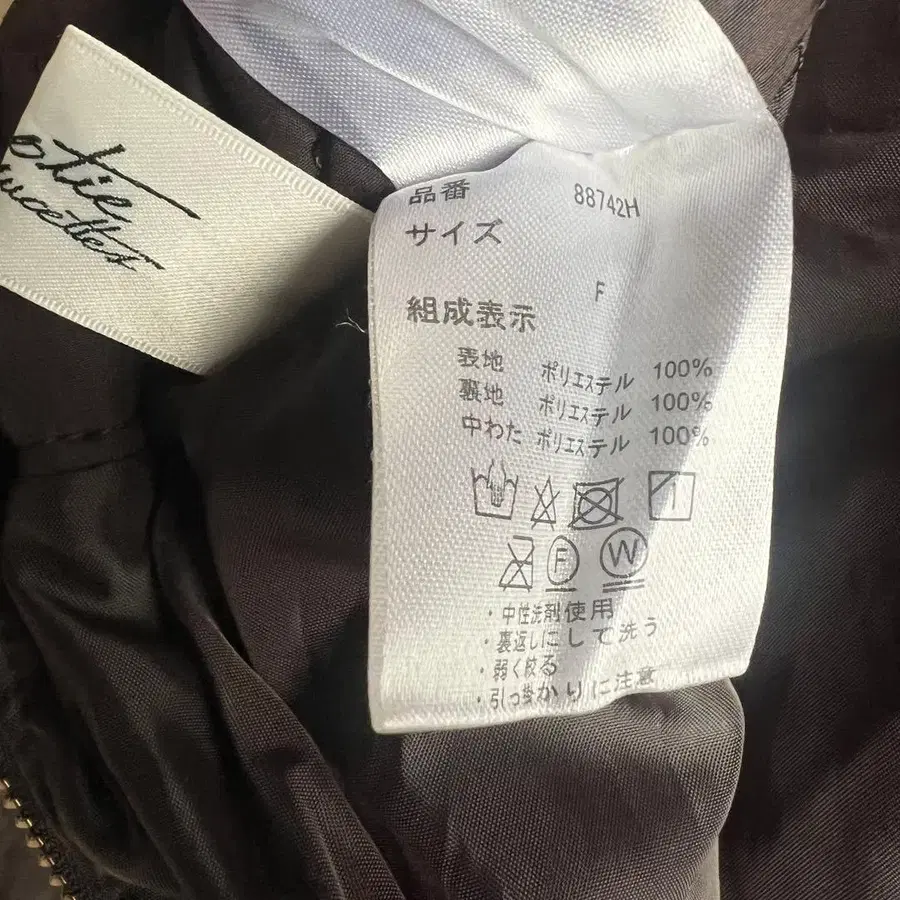 品番 88742H
サイズ
F
組成表示
表地 ポリエステル 100%
裏地 ポリエステル 100%
中わた ポリエステル 100%
F W
・中性洗剤使用
・裏返しにして洗う
・弱く絞る
・引っ掛かりに注意